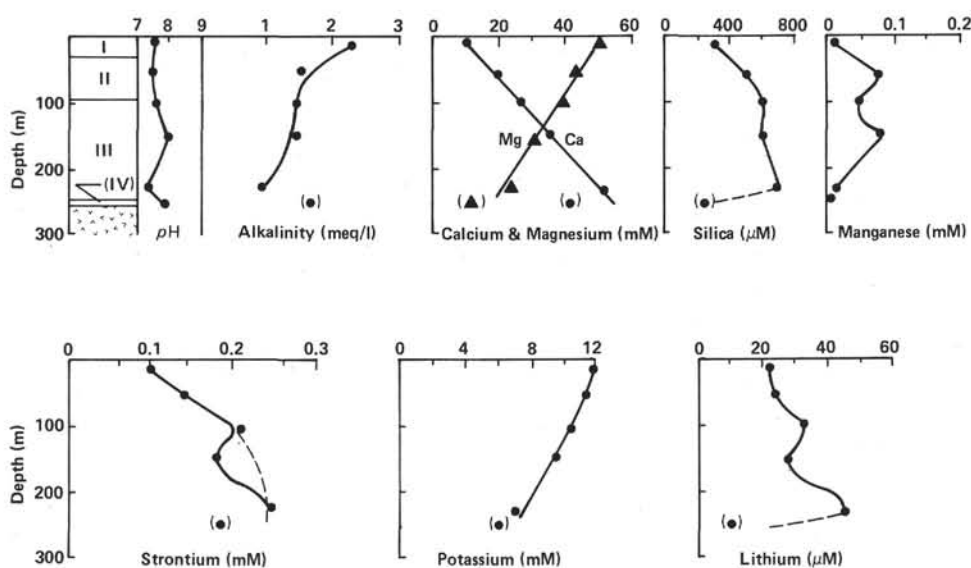 7 8 9 1 2 3 0 20 40 60 0 400 800 0 0.1 0.2
Depth (m)
100
200
300
I
II
III
(IV)
pH
Alkalinity (meq/l)
( )
Mg Ca
( ) ( )
Calcium & Magnesium (mM)
( )
Silica (μM)
Manganese (mM)
0 0.1 0.2 0.3 0 4 8 12 0 20 40 60
Depth (m)
100
200
300
( )
Strontium (mM)
( )
Potassium (mM)
( )
Lithium (μM)